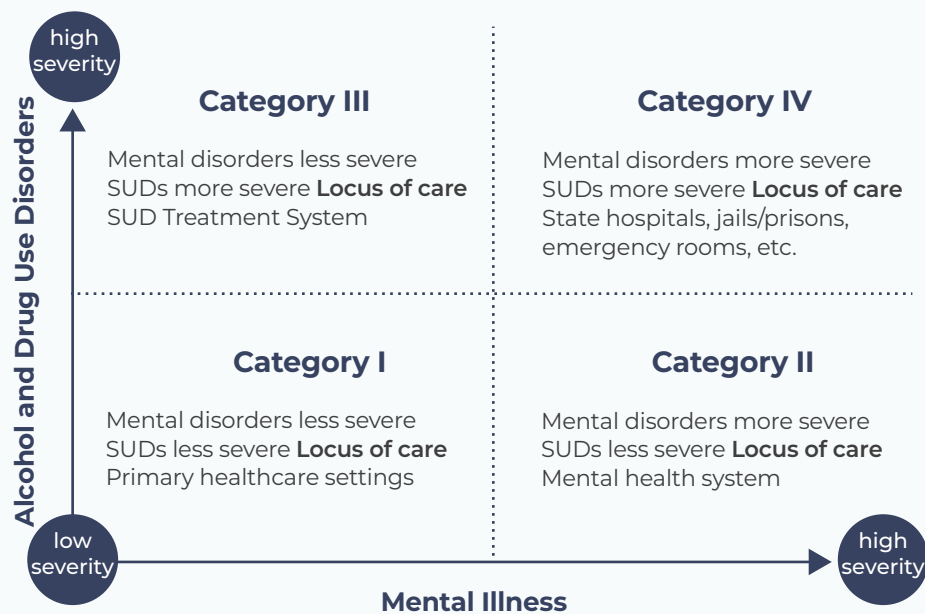 high
severity
Alcohol and Drug Use Disorders
Category III
Mental disorders less severe
SUDs more severe Locus of care
SUD Treatment System
Category IV
Mental disorders more severe
SUDs more severe Locus of care
State hospitals, jails/prisons,
emergency rooms, etc.
Category I
Mental disorders less severe
SUDs less severe Locus of care
Primary healthcare settings
Category II
Mental disorders more severe
SUDs less severe Locus of care
Mental health system
low
severity
high
severity
Mental Illness